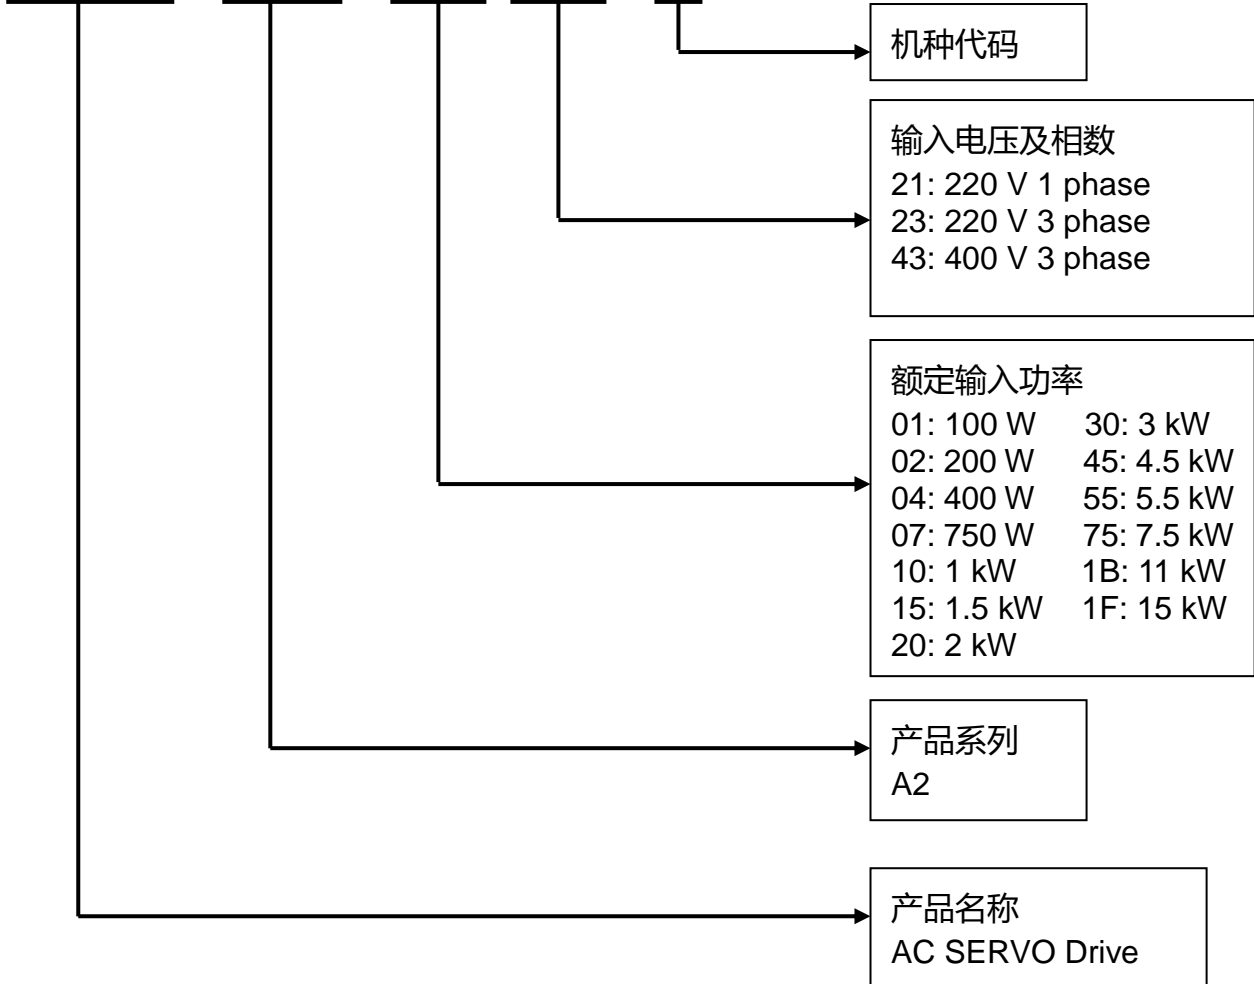 机种代码
输入电压及相数
21: 220 V 1 phase
23: 220 V 3 phase
43: 400 V 3 phase
额定输入功率
01: 100 W 30: 3 kW
02: 200 W 45: 4.5 kW
04: 400 W 55: 5.5 kW
07: 750 W 75: 7.5 kW
10: 1 kW 1B: 11 kW
15: 1.5 kW 1F: 15 kW
20: 2 kW
产品系列
A2
产品名称
AC SERVO Drive